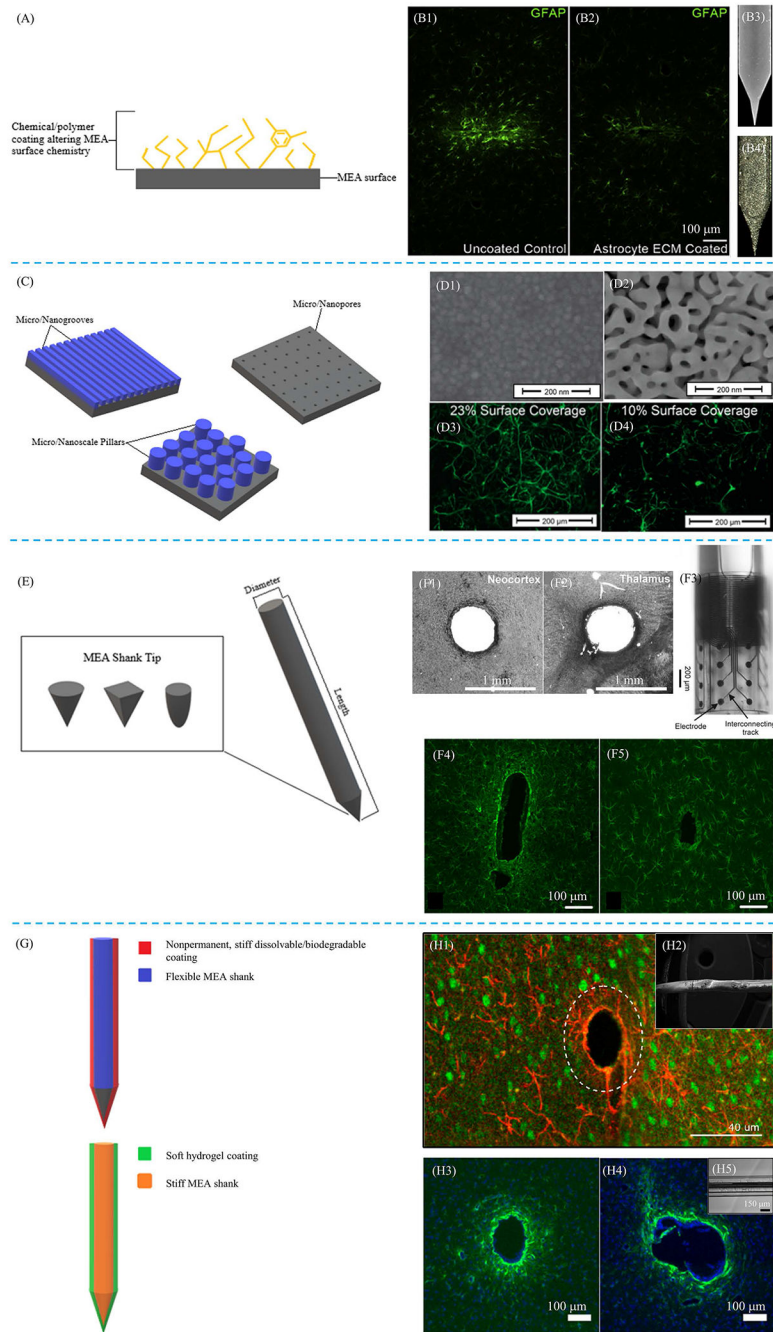 (A)
Chemical/polymer
coating altering MEA
surface chemistry
MEA surface
(B1)
GFAP
Uncoated Control
(B2)
GFAP
100 μm
Astrocyte ECM Coated
(B3)
(B4)
(C)
Micro/Nanogrooves
Micro/Nanopores
Micro/Nanoscale Pillars
(D1)
200 nm
(D2)
200 nm
23% Surface Coverage
(D3)
200 μm
10% Surface Coverage
(D4)
200 μm
(E)
MEA Shank Tip
Diameter
Length
(F1)
Neocortex
1 mm
(F2)
Thalamus
1 mm
(F3)
200 μm
Electrode
Interconnecting
track
(F4)
100 μm
(F5)
100 μm
(G)
Nonpermanent, stiff dissolvable/biodegradable
coating
Flexible MEA shank
Soft hydrogel coating
Stiff MEA shank
(H1)
40 um
(H2)
(H3)
100 μm
(H4)
100 μm
(H5)
150 μm